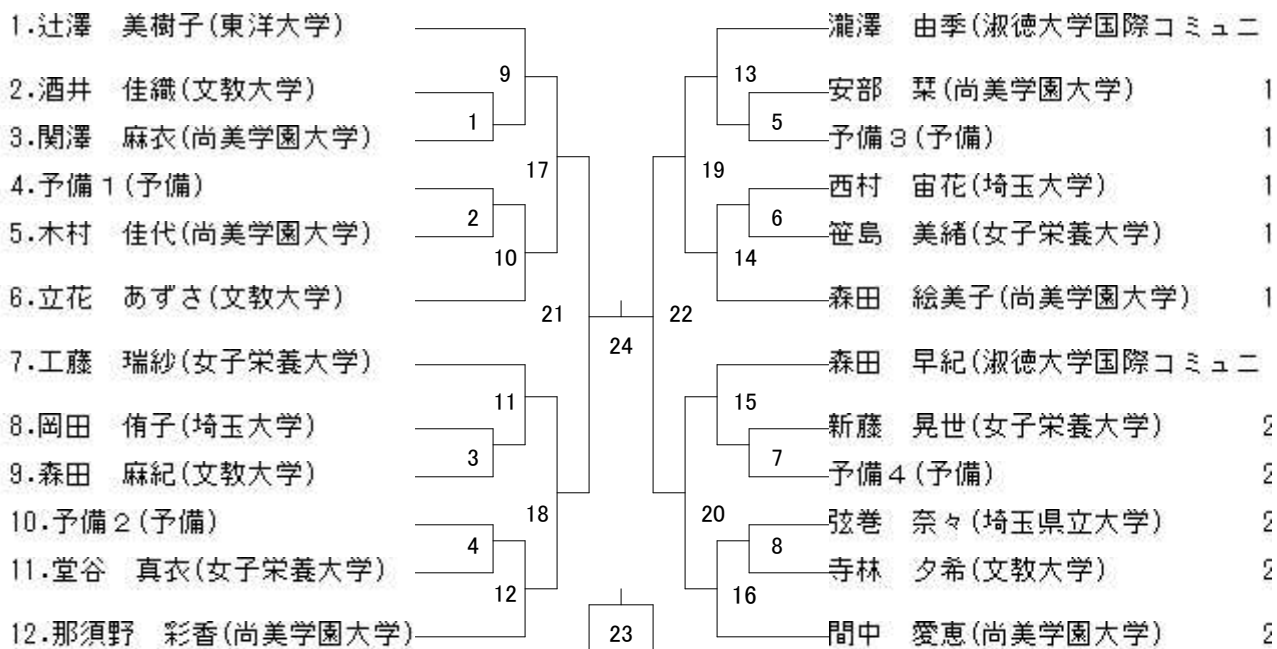 1.辻澤　美樹子(東洋大学)
2.酒井　佳織(文教大学)
3.関澤　麻衣(尚美学園大学)
4.予備１(予備)
5.木村　佳代(尚美学園大学)
6.立花　あずさ(文教大学)
7.工藤　瑞紗(女子栄養大学)
8.岡田　侑子(埼玉大学)
9.森田　麻紀(文教大学)
10.予備２(予備)
11.堂谷　真衣(女子栄養大学)
12.那須野　彩香(尚美学園大学)
9
1
17
2
10
21
11
3
18
4
12
24
23
22
13
5
19
6
14
15
7
20
8
16
瀧澤　由季(淑徳大学国際コミュニ
安部　栞(尚美学園大学) 1
予備３(予備) 1
西村　宙花(埼玉大学) 1
笹島　美緒(女子栄養大学) 1
森田　絵美子(尚美学園大学) 1
森田　早紀(淑徳大学国際コミュニ
新藤　晃世(女子栄養大学) 2
予備４(予備) 2
弦巻　奈々(埼玉県立大学) 2
寺林　夕希(文教大学) 2
間中　愛恵(尚美学園大学) 2